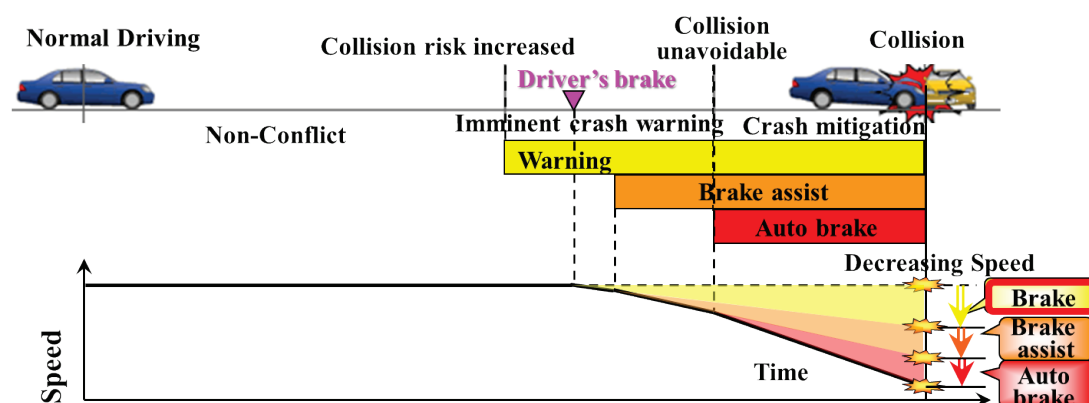 Normal Driving
Collision risk increased
Collision
unavoidable
Collision
Driver's brake
Non-Conflict
Imminent crash warning
Crash mitigation
Warning
Brake assist
Auto brake
Decreasing Speed
Brake
Brake
assist
Auto
brake
Speed
Time